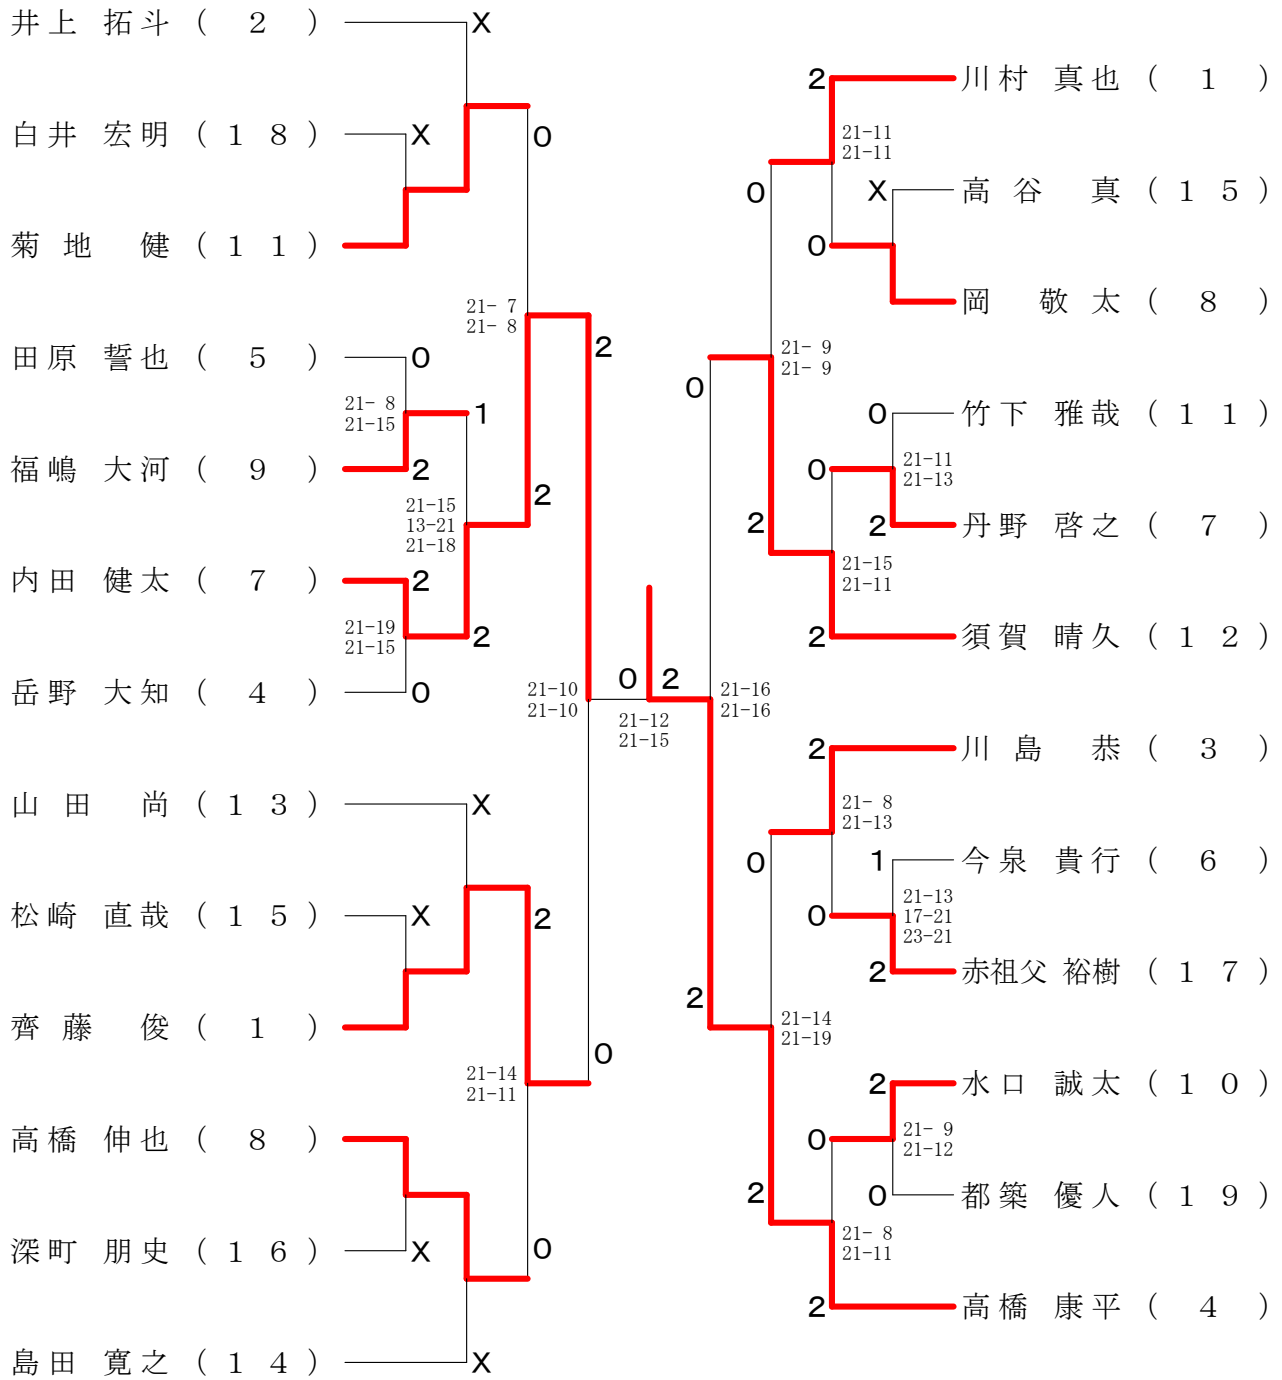 井上 拓斗 ( 2 )
X
白井 宏明 ( 1 8 )
X
0
菊地 健 ( 1 1 )
21- 7
21- 8
2
田原 誓也 ( 5 )
0
21- 8
21-15
1
福嶋 大河 ( 9 )
2
21-15
13-21
21-18
2
内田 健太 ( 7 )
2
21-19
21-15
2
岳野 大知 ( 4 )
0
21-10
21-10
山田 尚 ( 1 3 )
X
松崎 直哉 ( 1 5 )
X
2
齊藤 俊 ( 1 )
21-14
21-11
0
高橋 伸也 ( 8 )
深町 朋史 ( 1 6 )
X
0
島田 寛之 ( 1 4 )
X
0
2
21-12
21-15
2
川村 真也 ( 1 )
21-11
21-11
0
X
高谷 真 ( 1 5 )
0
岡 敬太 ( 8 )
21- 9
21- 9
0
0
竹下 雅哉 ( 1 1 )
0
21-11
21-13
2
2
丹野 啓之 ( 7 )
21-15
21-11
2
須賀 晴久 ( 1 2 )
21-16
21-16
2
川島 恭 ( 3 )
21- 8
21-13
0
1
今泉 貴行 ( 6 )
0
21-13
17-21
23-21
2
赤祖父 裕樹 ( 1 7 )
2
21-14
21-19
2
水口 誠太 ( 1 0 )
0
21- 9
21-12
2
0
都築 優人 ( 1 9 )
21- 8
21-11
2
高橋 康平 ( 4 )